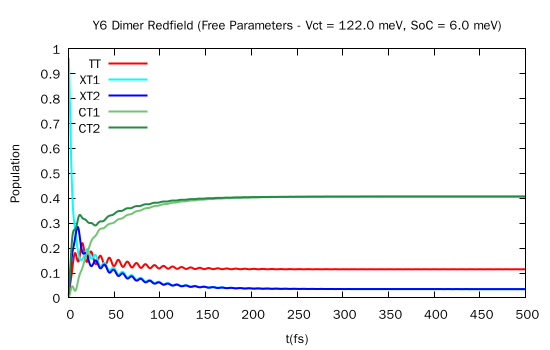 Y6 Dimer Redfield (Free Parameters - Vct = 122.0 meV, SoC = 6.0 meV)
1
0.9
0.8
0.7
0.6
0.5
0.4
0.3
0.2
0.1
0
Population
TT
XT1
XT2
CT1
CT2
0 50 100 150 200 250 300 350 400 450 500
t(fs)